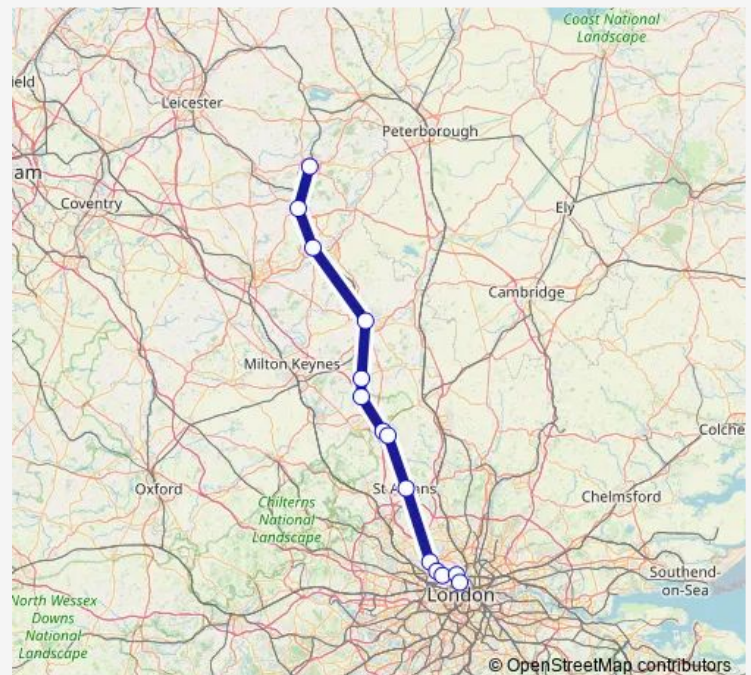 Coast National
Landscape
ield
Leicester
Peterborough
am
Coventry
Ely
Cambridge
Milton Keynes
Colche
Oxford
St A
ns
Chelmsford
Chilterns
National
Landscape
Southend-
on-Sea
London
North Wessex
Downs
National
Landscape
© OpenStreetMap contributors